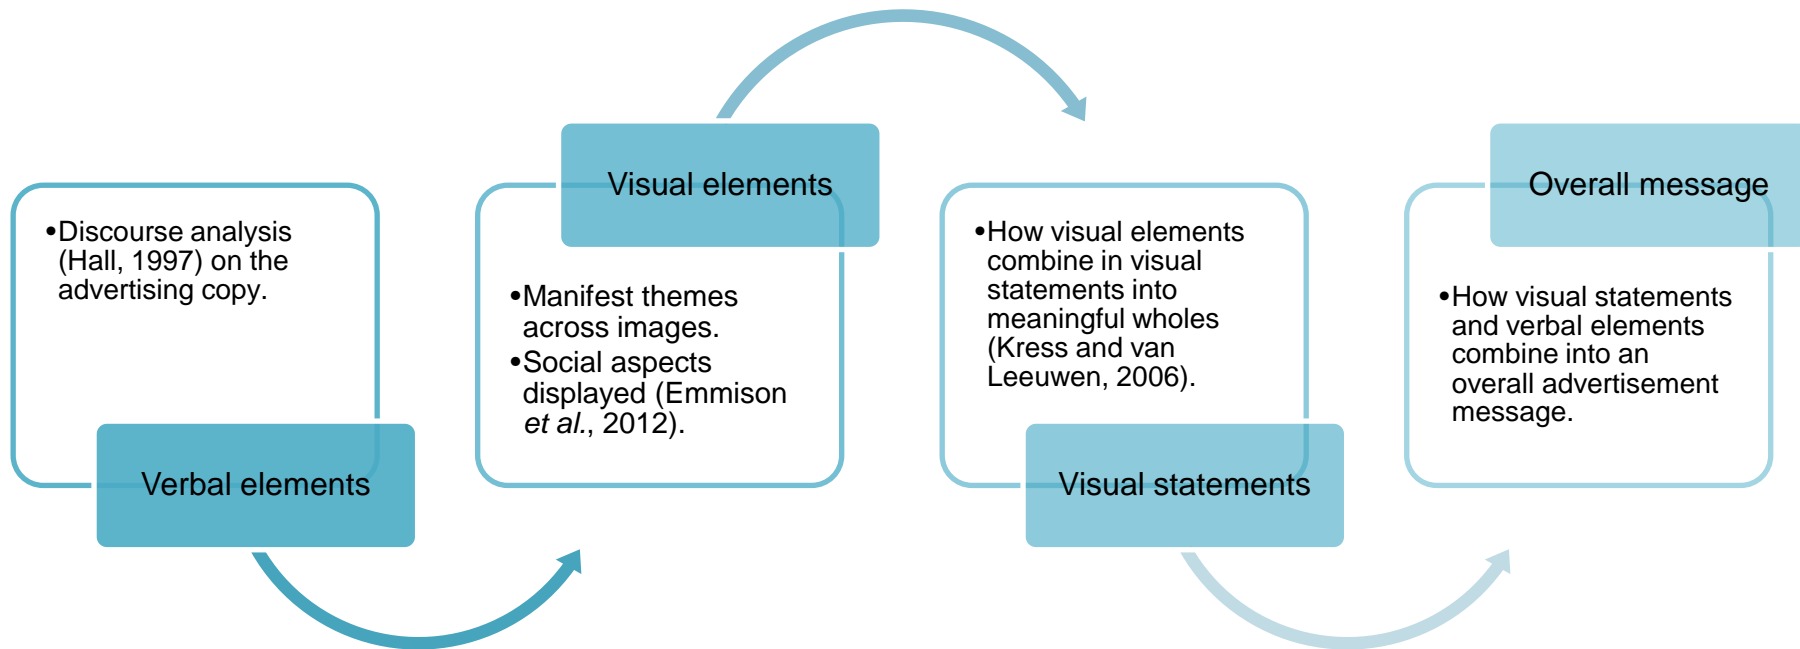 •Discourse analysis
(Hall, 1997) on the
advertising copy.
Verbal elements
Visual elements
•Manifest themes
across images.
•Social aspects
displayed (Emmison
et al., 2012).
•How visual elements
combine in visual
statements into
meaningful wholes
(Kress and van
Leeuwen, 2006).
Visual statements
Overall message
•How visual statements
and verbal elements
combine into an
overall advertisement
message.